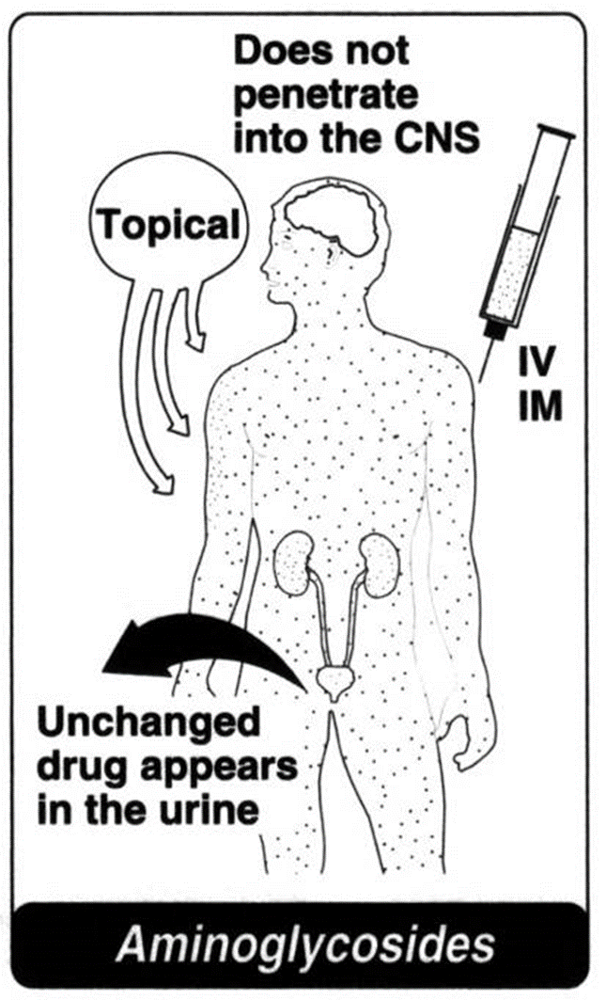 Does not
penetrate
into the CNS
Topical
IV
IM
Unchanged
drug appears
in the urine
Aminoglycosides